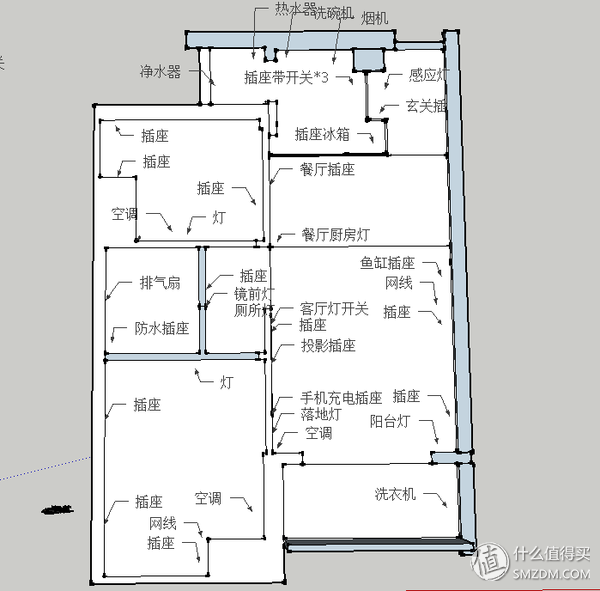 热水器
洗碗机
烟机
净水器
插座带开关*3
感应灯
玄关插
插座冰箱
插座
插座
餐厅插座
插座
空调
灯
餐厅厨房灯
鱼缸插座
排气扇
插座
网线
镜前灯
厕所灯
客厅灯开关
插座
防水插座
插座
投影插座
灯
手机充电插座
插座
插座
落地灯
阳台灯
空调
插座
空调
洗衣机
网线
插座
值 什么值得买
SMZDM.COM